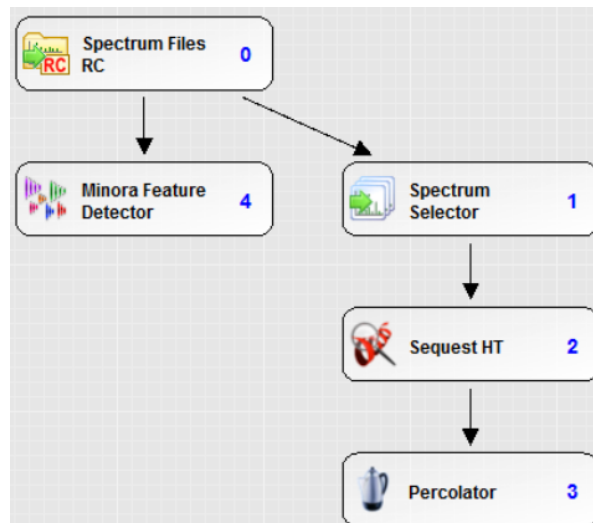 Spectrum Files
RC
0
RC
Minora Feature
Detector
4
Spectrum
Selector
1
Sequest HT
2
Percolator
3